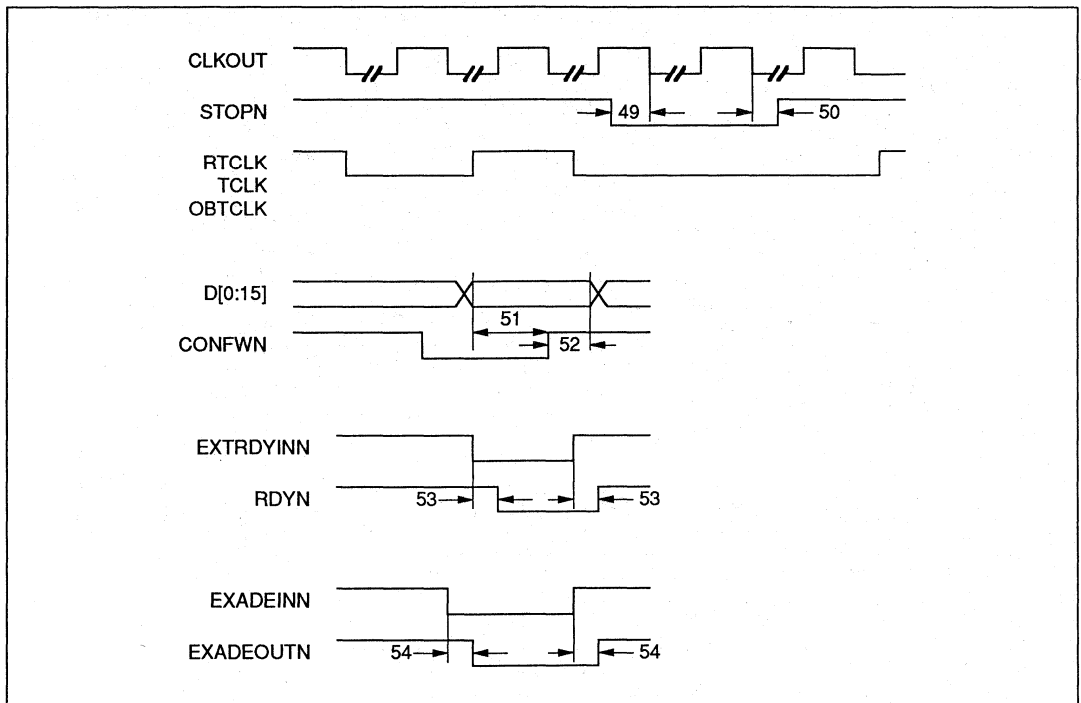 CLKOUT
STOPN
49
50
RTCLK
TCLK
OBTCLK
D[0:15]
51
CONFWN
52
EXTRDYINN
RDYN
53
53
EXADEINN
EXADEOUTN
54
54